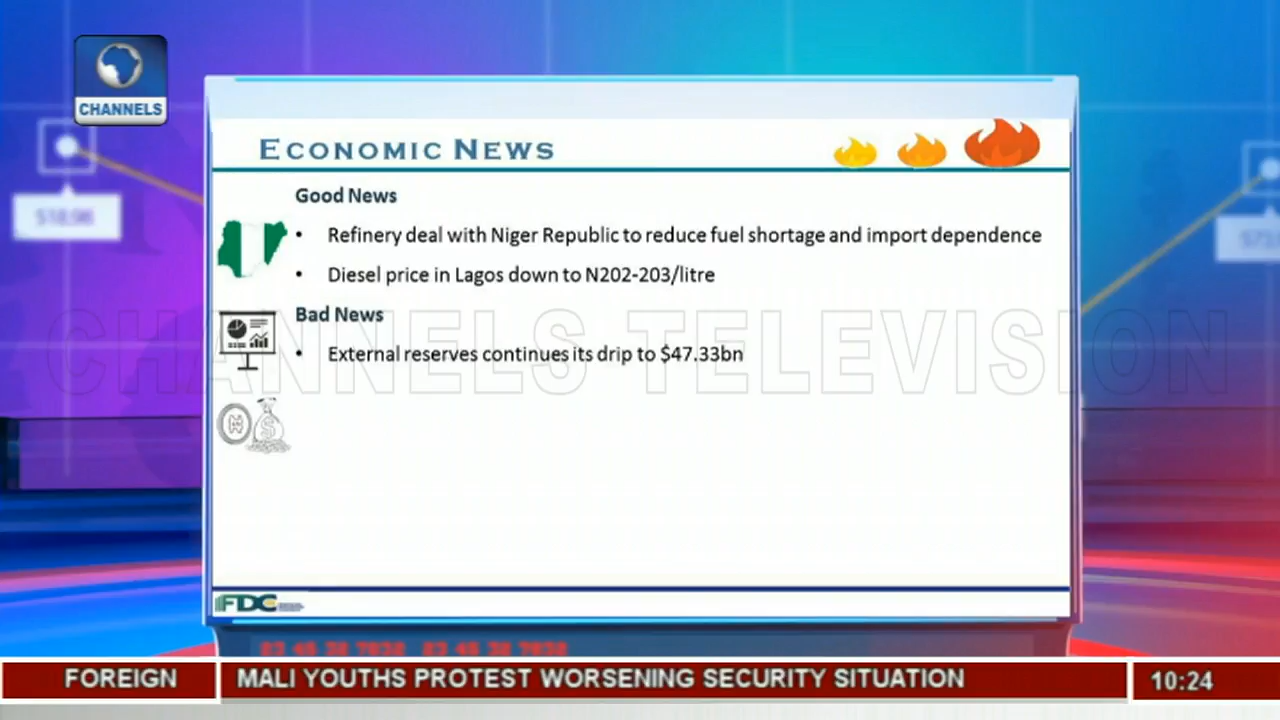 CHANNELS
ECONOMIC NEWS
Good News
• Refinery deal with Niger Republic to reduce fuel shortage and import dependence
• Diesel price in Lagos down to N202-203/litre
Bad News
• External reserves continues its drip to $47.33bn
CHANNELS TELEVISION
FDC
FOREIGN
MALI YOUTHS PROTEST WORSENING SECURITY SITUATION
10:24